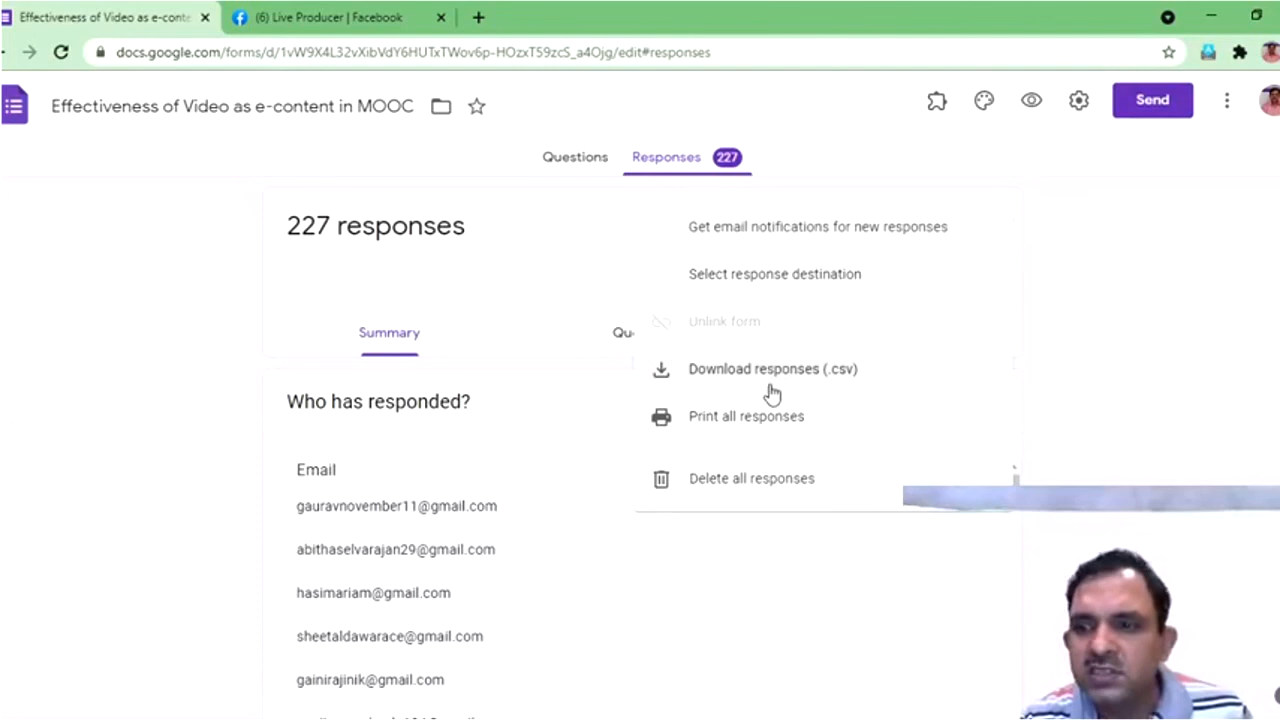 Effectiveness of Video as e-conte
(6) Live Producer | Facebook
docs.google.com/forms/d/1vW9X4L32vXibVdY6HUTxTWov6p-HOzxT59zcS_a4Ojg/edit#responses
Effectiveness of Video as e-content in MOOC
Send
Questions
Responses 227
227 responses
Get email notifications for new responses
Select response destination
Unlink form
Summary
Qu
Download responses (.csv)
Print all responses
Who has responded?
Delete all responses
Email
gauravnovember11@gmail.com
abithaselvarajan29@gmail.com
hasimariam@gmail.com
sheetaldawarace@gmail.com
gainirajinik@gmail.com